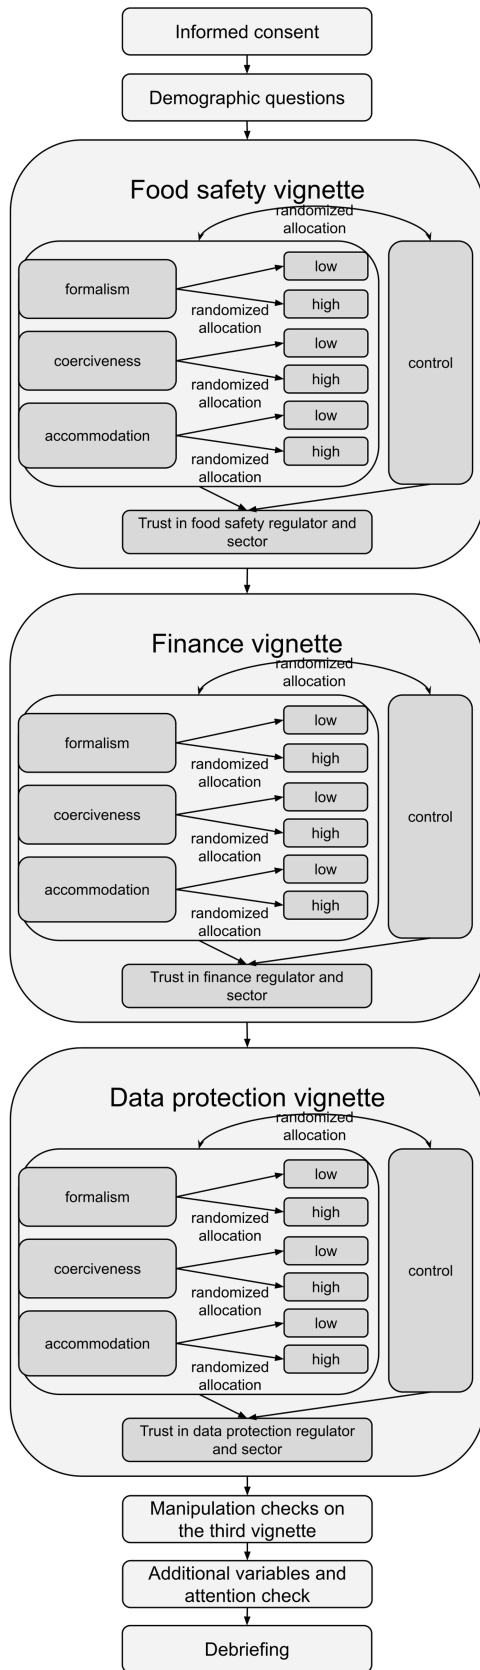 Informed consent
Demographic questions
Food safety vignette
randomized
allocation
formalism
low
randomized
allocation
high
coerciveness
low
randomized
allocation
high
accommodation
low
randomized
allocation
high
control
Trust in food safety regulator and
sector
Finance vignette
randomized
allocation
formalism
low
randomized
allocation
high
coerciveness
low
randomized
allocation
high
accommodation
low
randomized
allocation
high
control
Trust in finance regulator and
sector
Data protection vignette
randomized
allocation
formalism
low
randomized
allocation
high
coerciveness
low
randomized
allocation
high
accommodation
low
randomized
allocation
high
control
Trust in data protection regulator
and sector
Manipulation checks on
the third vignette
Additional variables and
attention check
Debriefing